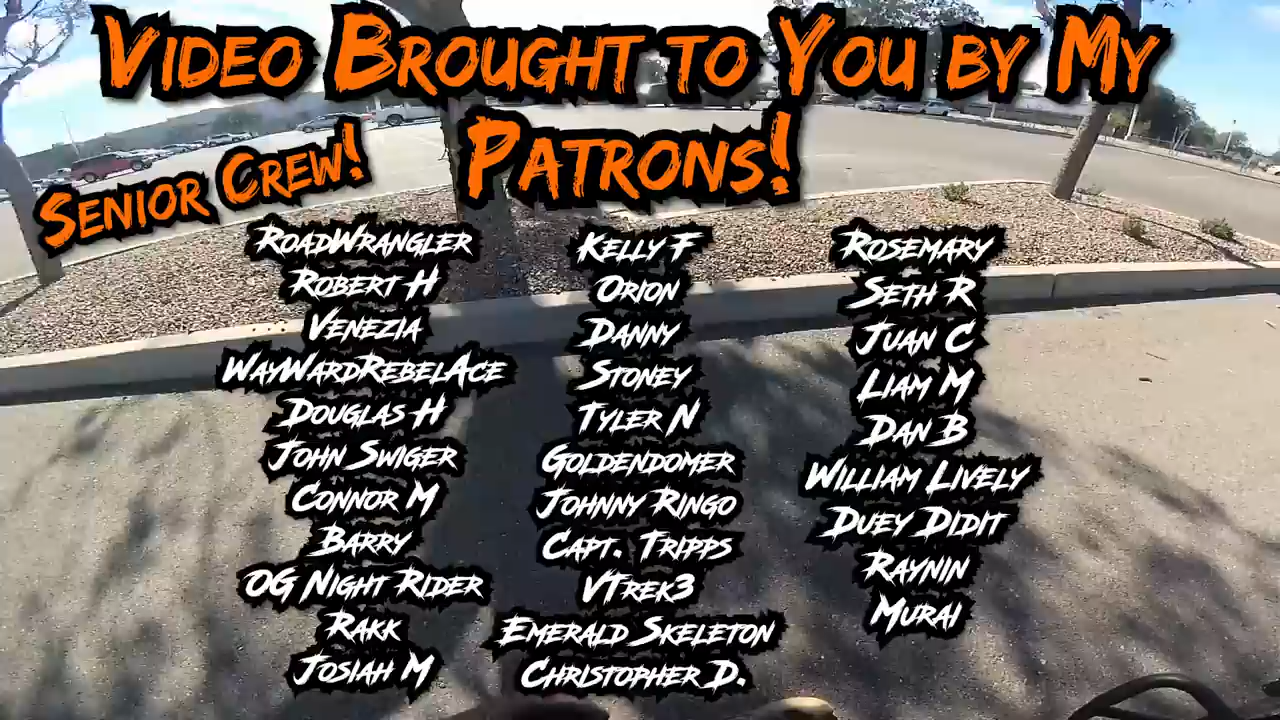 Video Brought to You by My
Patrons!
Senior Crew!
RoadWrangler
Robert H
Venezia
WayWardRebelAce
Douglas H
John Swiger
Connor M
Barry
OG Night Rider
Rakk
Josiah M
Kelly F
Orion
Danny
Stoney
Tyler N
Goldendomer
Johnny Ringo
Capt. Tripps
VTrek3
Emerald Skeleton
Christopher D.
Rosemary
Seth R
Juan C
Liam M
Dan B
William Lively
Duey Didit
Raynin
Murai